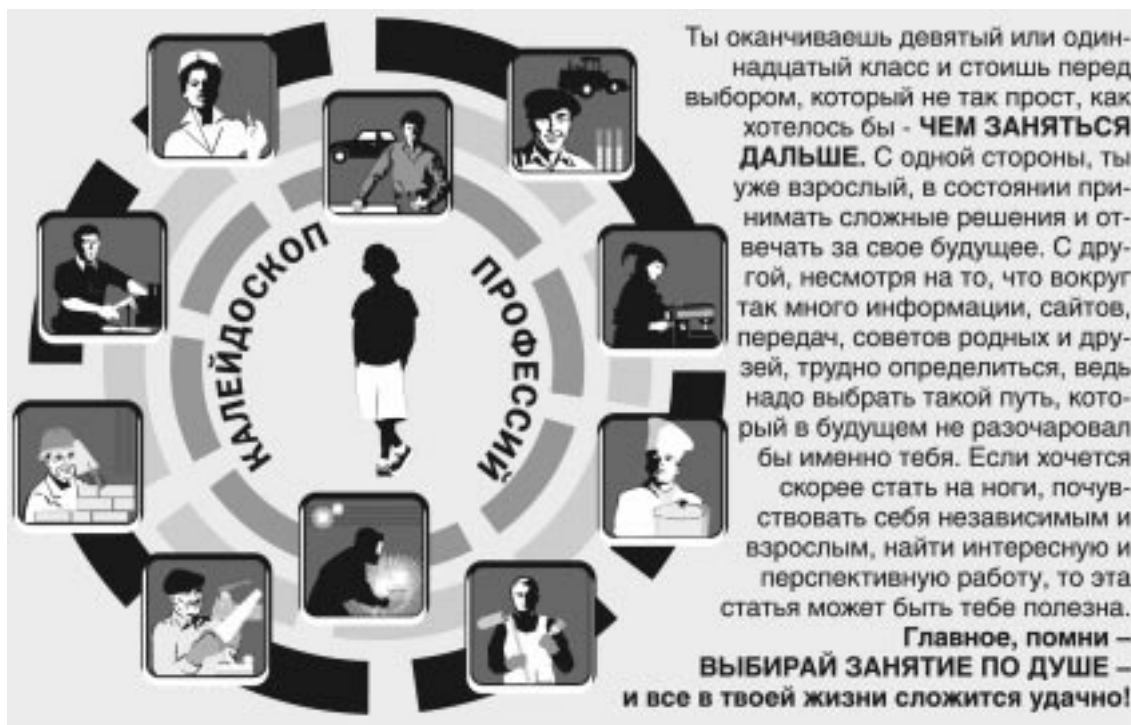 КАЛЕЙДОСКОП
ПРОФЕССИЙ
Ты оканчиваешь девятый или один-
надцатый класс и стоишь перед
выбором, который не так прост, как
хотелось бы - ЧЕМ ЗАНЯТЬСЯ
ДАЛЬШЕ. С одной стороны, ты
уже взрослый, в состоянии при-
нимать сложные решения и от-
вечать за свое будущее. С дру-
гой, несмотря на то, что вокруг
так много информации, сайтов,
передач, советов родных и дру-
зей, трудно определиться, ведь
надо выбрать такой путь, кото-
рый в будущем не разочаровал
бы именно тебя. Если хочется
скорее стать на ноги, почув-
ствовать себя независимым и
взрослым, найти интересную и
перспективную работу, то эта
статья может быть тебе полезна.
Главное, помни –
ВЫБИРАЙ ЗАНЯТИЕ ПО ДУШЕ –
и все в твоей жизни сложится удачно!